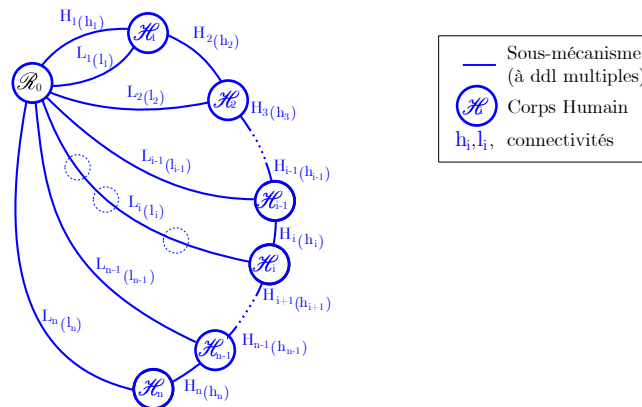 H₁(h₁)
ℋ₁
H₂(h₂)
L₁(l₁)
ℛ₀
L₂(l₂)
ℋ₂
H₃(h₃)
Lᵢ₋₁(lᵢ₋₁)
Hᵢ₋₁(hᵢ₋₁)
ℋᵢ₋₁
Lᵢ(lᵢ)
Hᵢ(hᵢ)
ℋᵢ
Lₙ₋₁(lₙ₋₁)
Hᵢ₊₁(hᵢ₊₁)
Lₙ(lₙ)
Hₙ₋₁(hₙ₋₁)
ℋₙ₋₁
ℋₙ
Hₙ(hₙ)
Sous-mécanisme
(à ddl multiples)
ℋᵢ Corps Humain
hᵢ,lᵢ, connectivités